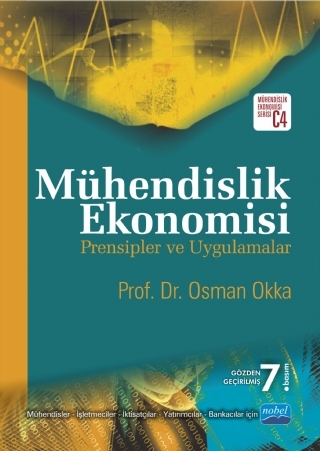 MÜHENDİSLİK
EKONOMİSİ
SERİSİ
C4
Mühendislik
Ekonomisi
Prensipler ve Uygulamalar
Prof. Dr. Osman Okka
GÖZDEN
GEÇİRİLMİŞ
7. basım
Mühendisler - İşletmeciler - İktisatçılar - Yatırımcılar - Bankacılar için
nobel